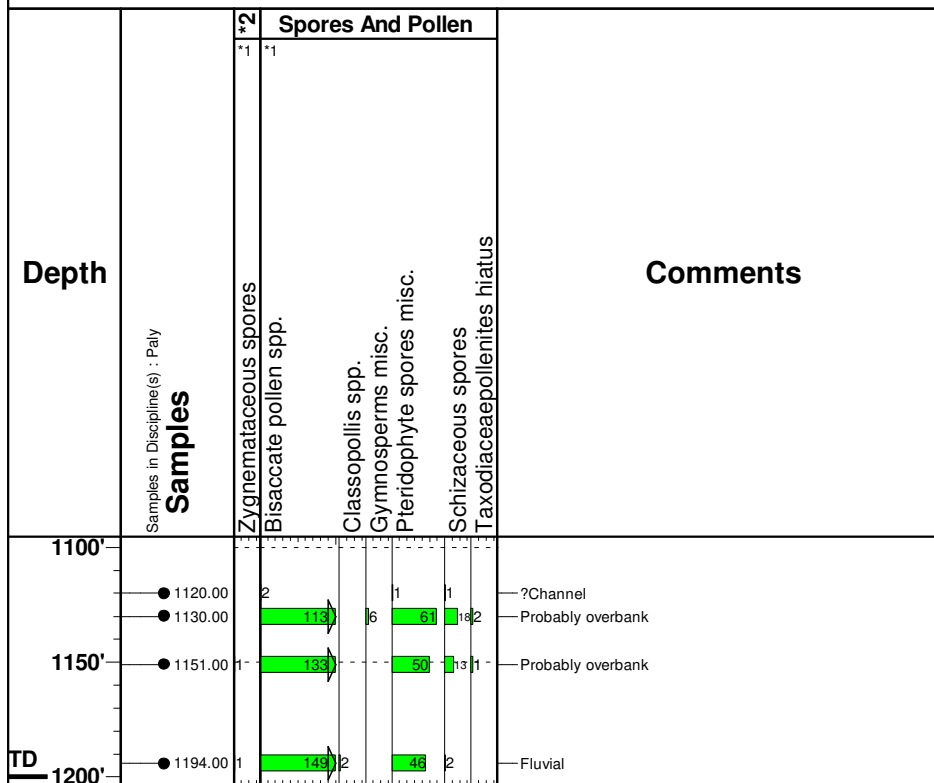 *2 Spores And Pollen
*1 *1
Depth
Samples in Discipline(s) : Paly
Samples
Zygnemataceous spores
Bisaccate pollen spp.
Classopollis spp.
Gymnosperms misc.
Pteridophyte spores misc.
Schizaceous spores
Taxodiaceaepollenites hiatus
Comments
1100'
1120.00 2 1 1 ?Channel
1130.00 113 6 61 18 2 Probably overbank
1150'
1151.00 1 133 50 13 1 Probably overbank
1194.00 1 149 2 46 2 Fluvial
TD
1200'